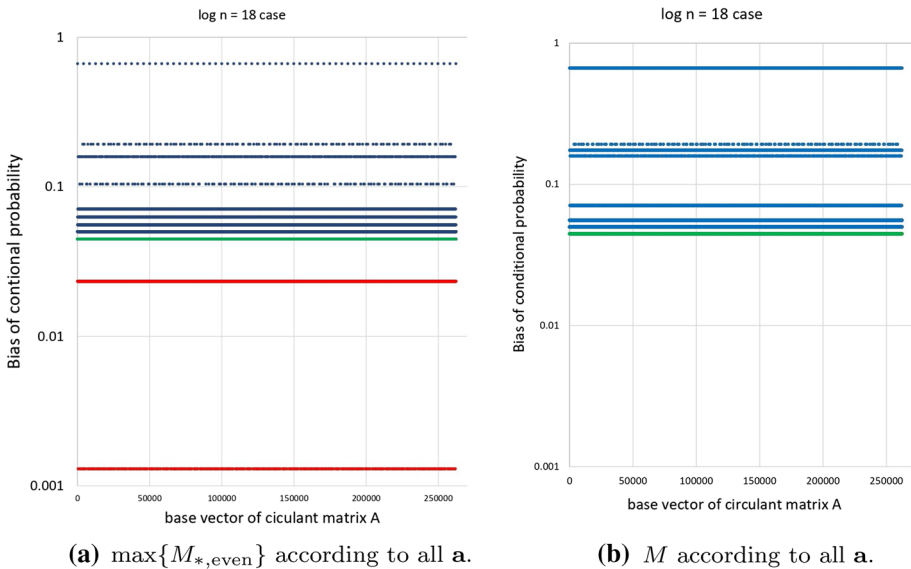 log n = 18 case
Bias of contional probability
1
0.1
0.01
0.001
0 50000 100000 150000 200000 250000
base vector of ciculant matrix A
(a) max{M∗,even} according to all a.
log n = 18 case
Bias of conditional probability
1
0.1
0.01
0.001
0 50000 100000 150000 200000 250000
base vector of circulant matrix A
(b) M according to all a.